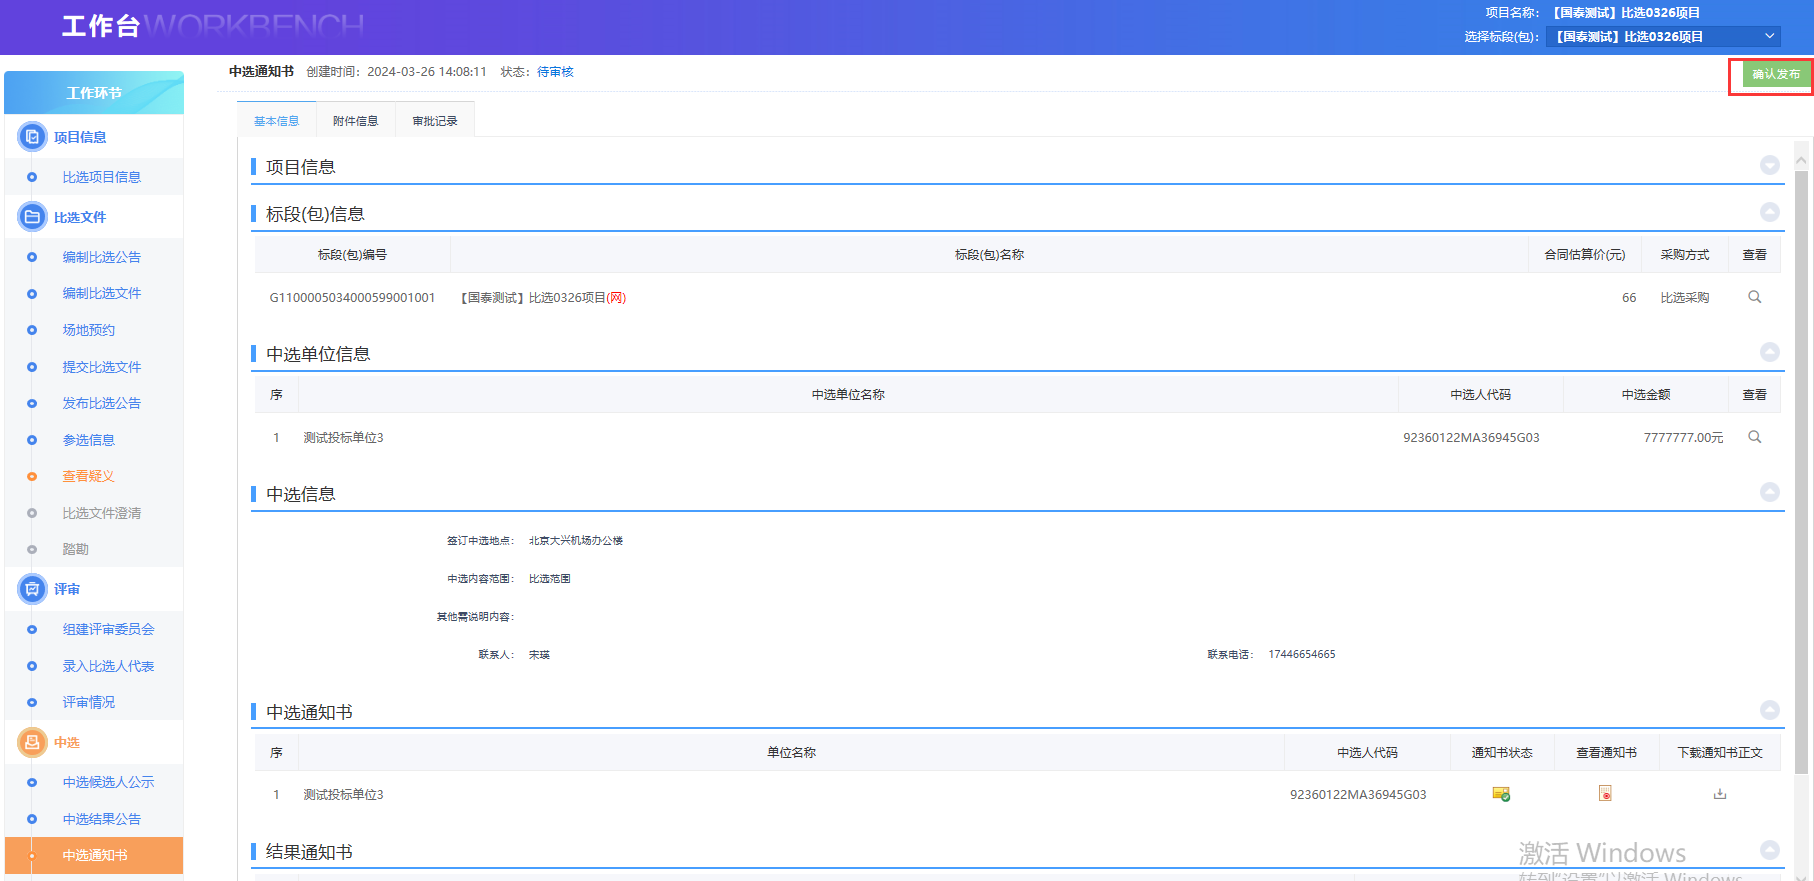 工作台WORKBENCH
项目名称： 【国泰测试】比选0326项目
选择标段(包)： 【国泰测试】比选0326项目
中选通知书 创建时间：2024-03-26 14:08:11 状态：待审核
确认发布
工作环节
项目信息
比选项目信息
比选文件
编制比选公告
编制比选文件
场地预约
提交比选文件
发布比选公告
参选信息
查看疑义
比选文件澄清
踏勘
评审
组建评审委员会
录入比选人代表
评审情况
中选
中选候选人公示
中选结果公告
中选通知书
基本信息 附件信息 审批记录
项目信息
标段(包)信息
标段(包)编号 标段(包)名称 合同估算价(元) 采购方式 查看
G1100005034000599001001 【国泰测试】比选0326项目(网) 66 比选采购
中选单位信息
序 中选单位名称 中选人代码 中选金额 查看
1 测试投标单位3 92360122MA36945G03 7777777.00元
中选信息
签订中选地点： 北京大兴机场办公楼
中选内容范围： 比选范围
其他需说明内容：
联系人： 宋瑛 联系电话： 17446654665
中选通知书
序 单位名称 中选人代码 通知书状态 查看通知书 下载通知书正文
1 测试投标单位3 92360122MA36945G03
结果通知书
激活 Windows
转到"设置"以激活 Windows